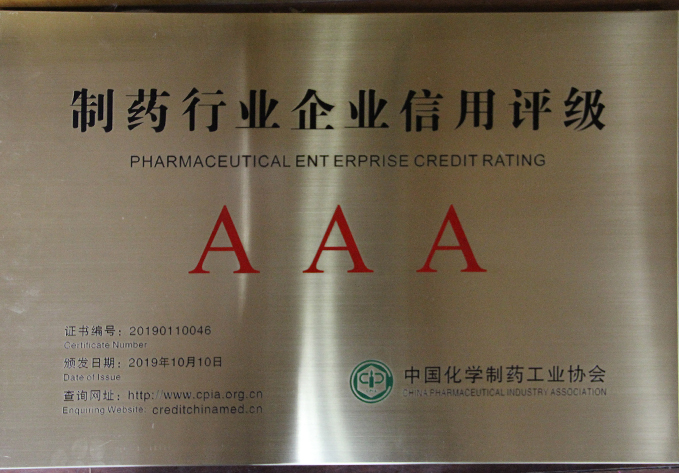 制药行业企业信用评级
PHARMACEUTICAL ENT ERPRISE CREDIT RATING
A A A
证书编号：20190110046
Certificate Number
颁发日期：2019年10月10日
Date of Issue
查询网址：http://www.cpia.org.cn
Enquiring Website: creditchinamed.cn
中国化学制药工业协会
CHINA PHARMACEUTICAL INDUSTRY ASSOCIATION